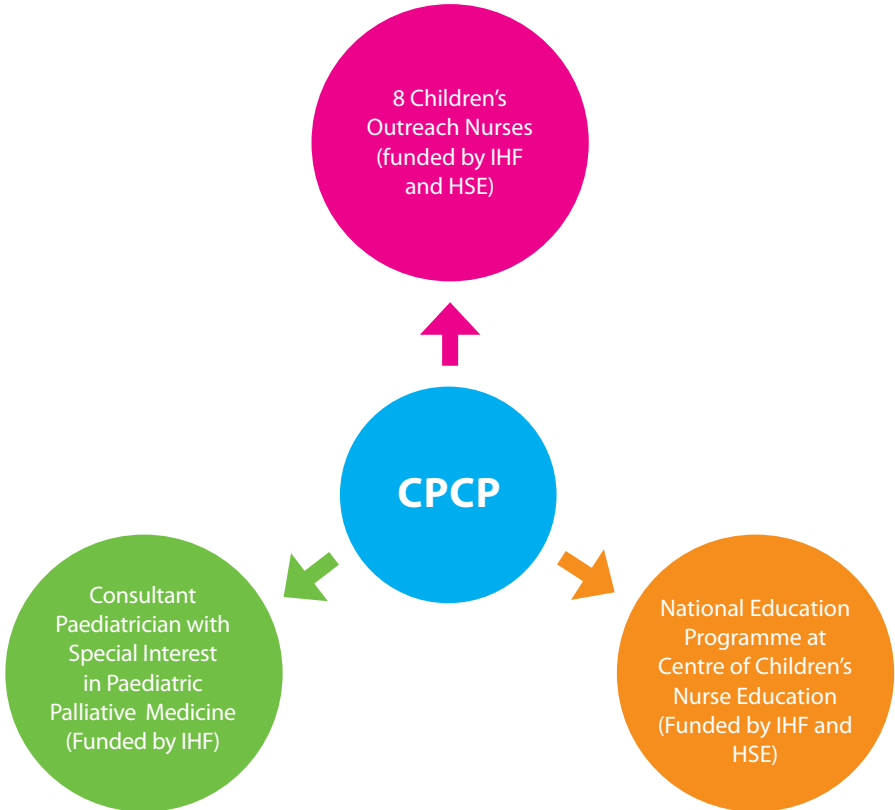 8 Children’s
Outreach Nurses
(funded by IHF
and HSE)
CPCP
Consultant
Paediatrician with
Special Interest
in Paediatric
Palliative Medicine
(Funded by IHF)
National Education
Programme at
Centre of Children’s
Nurse Education
(Funded by IHF and
HSE)